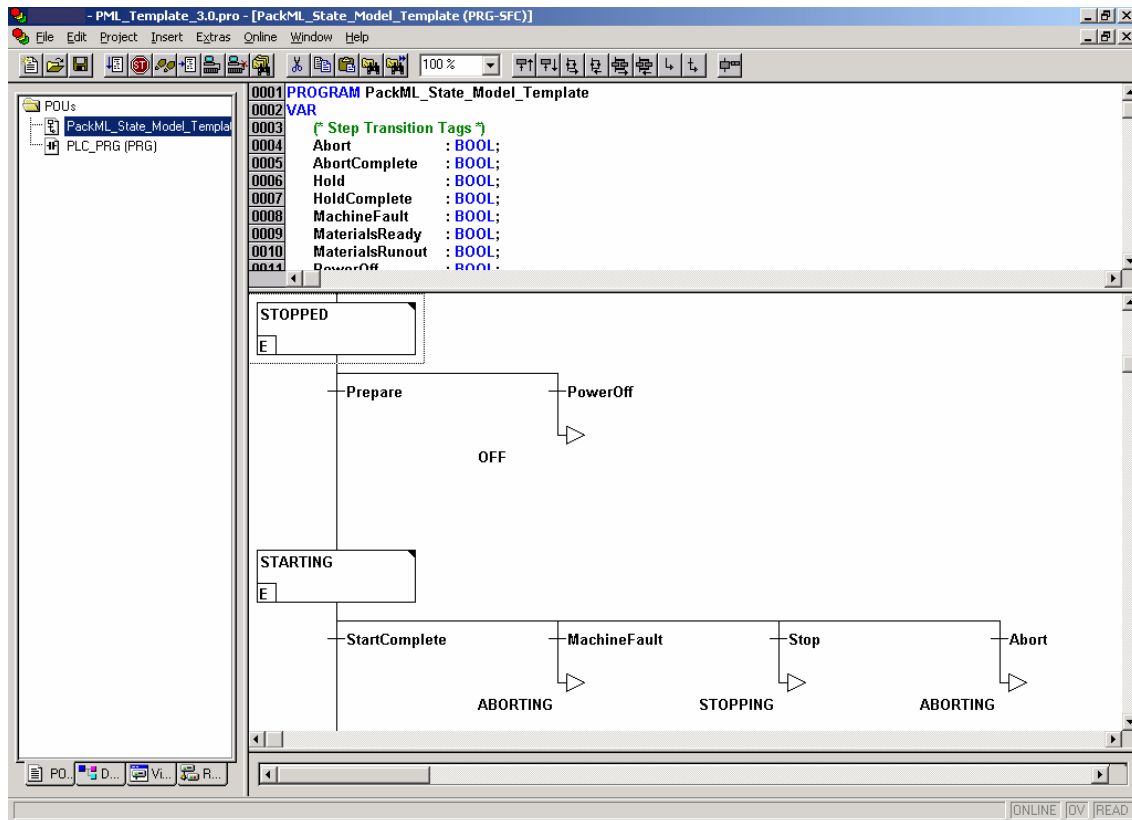 - PML_Template_3.0.pro - [PackML_State_Model_Template (PRG-SFC)]
File Edit Project Insert Extras Online Window Help
100 %
POUs
PackML_State_Model_Templat
PLC_PRG (PRG)
0001 PROGRAM PackML_State_Model_Template
0002 VAR
0003 (* Step Transition Tags *)
0004 Abort : BOOL;
0005 AbortComplete : BOOL;
0006 Hold : BOOL;
0007 HoldComplete : BOOL;
0008 MachineFault : BOOL;
0009 MaterialsReady : BOOL;
0010 MaterialsRunout : BOOL;
0011 PowerOff : BOOL;
STOPPED
E
Prepare PowerOff
OFF
STARTING
E
StartComplete MachineFault Stop Abort
ABORTING STOPPING ABORTING
PO.. D... Vi... R...
ONLINE OV READ